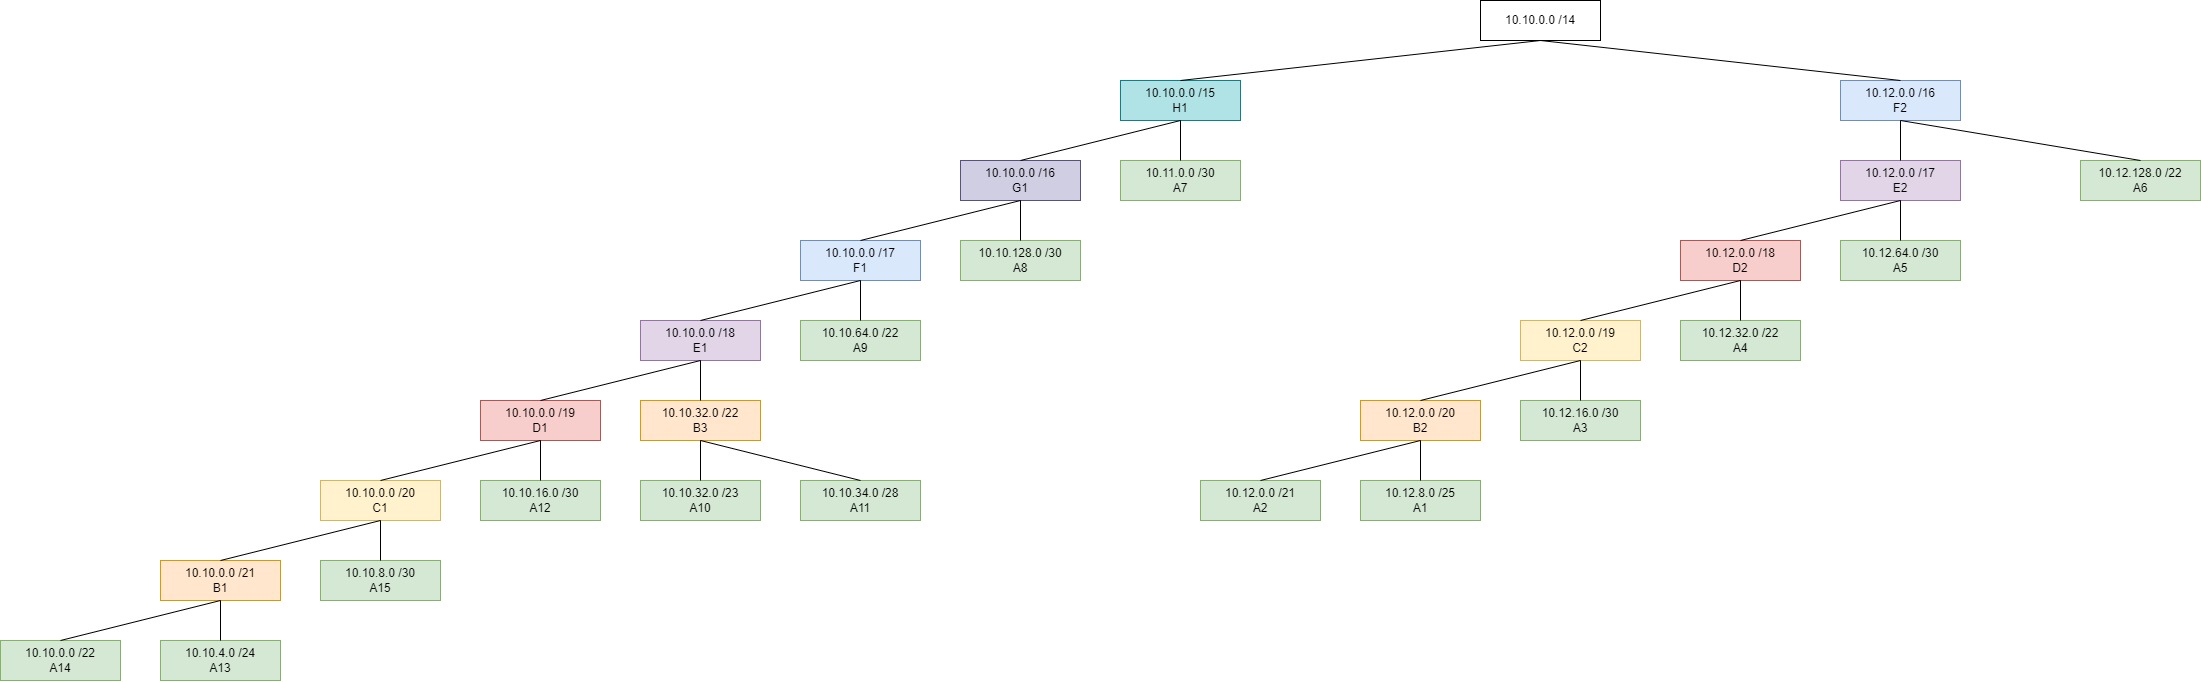 10.10.0.0 /14
10.10.0.0 /15
H1
10.12.0.0 /16
F2
10.10.0.0 /16
G1
10.11.0.0 /30
A7
10.12.0.0 /17
E2
10.12.128.0 /22
A6
10.10.0.0 /17
F1
10.10.128.0 /30
A8
10.12.0.0 /18
D2
10.12.64.0 /30
A5
10.10.0.0 /18
E1
10.10.64.0 /22
A9
10.12.0.0 /19
C2
10.12.32.0 /22
A4
10.10.0.0 /19
D1
10.10.32.0 /22
B3
10.12.0.0 /20
B2
10.12.16.0 /30
A3
10.10.0.0 /20
C1
10.10.16.0 /30
A12
10.10.32.0 /23
A10
10.10.34.0 /28
A11
10.12.0.0 /21
A2
10.12.8.0 /25
A1
10.10.0.0 /21
B1
10.10.8.0 /30
A15
10.10.0.0 /22
A14
10.10.4.0 /24
A13